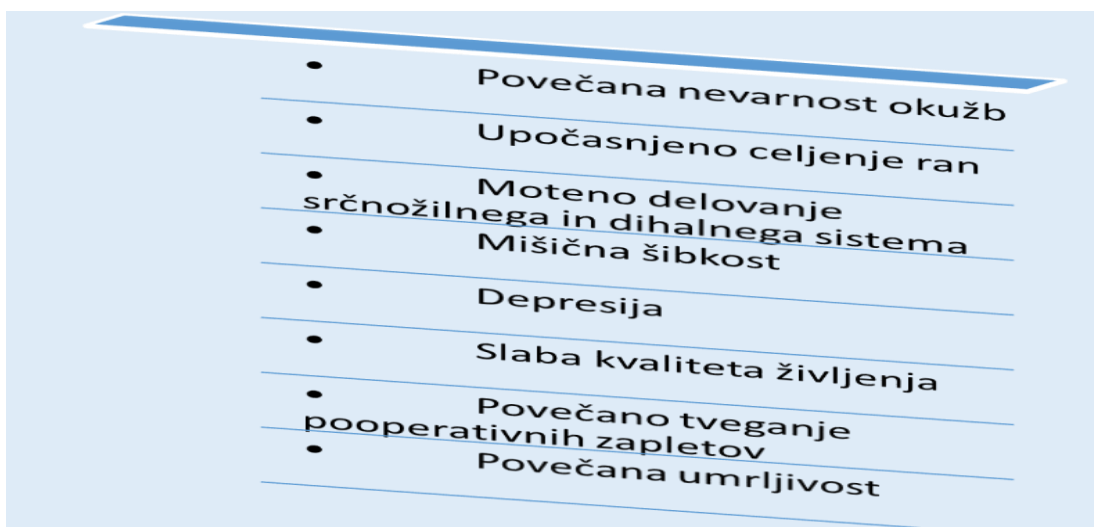 • Povečana nevarnost okužb
• Upočasnjeno celjenje ran
• Moteno delovanje
srčnožilnega in dihalnega sistema
• Mišična šibkost
• Depresija
• Slaba kvaliteta življenja
• Povečano tveganje
pooperativnih zapletov
• Povečana umrljivost